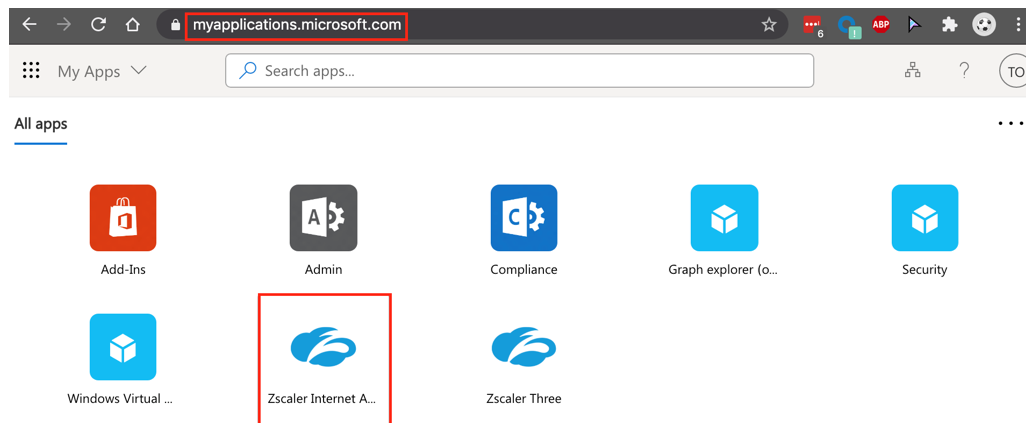 myapplications.microsoft.com
6
!
ABP
My Apps
Search apps...
?
TO
All apps
A
C
Add-Ins
Admin
Compliance
Graph explorer (o...
Security
Windows Virtual ...
Zscaler Internet A...
Zscaler Three